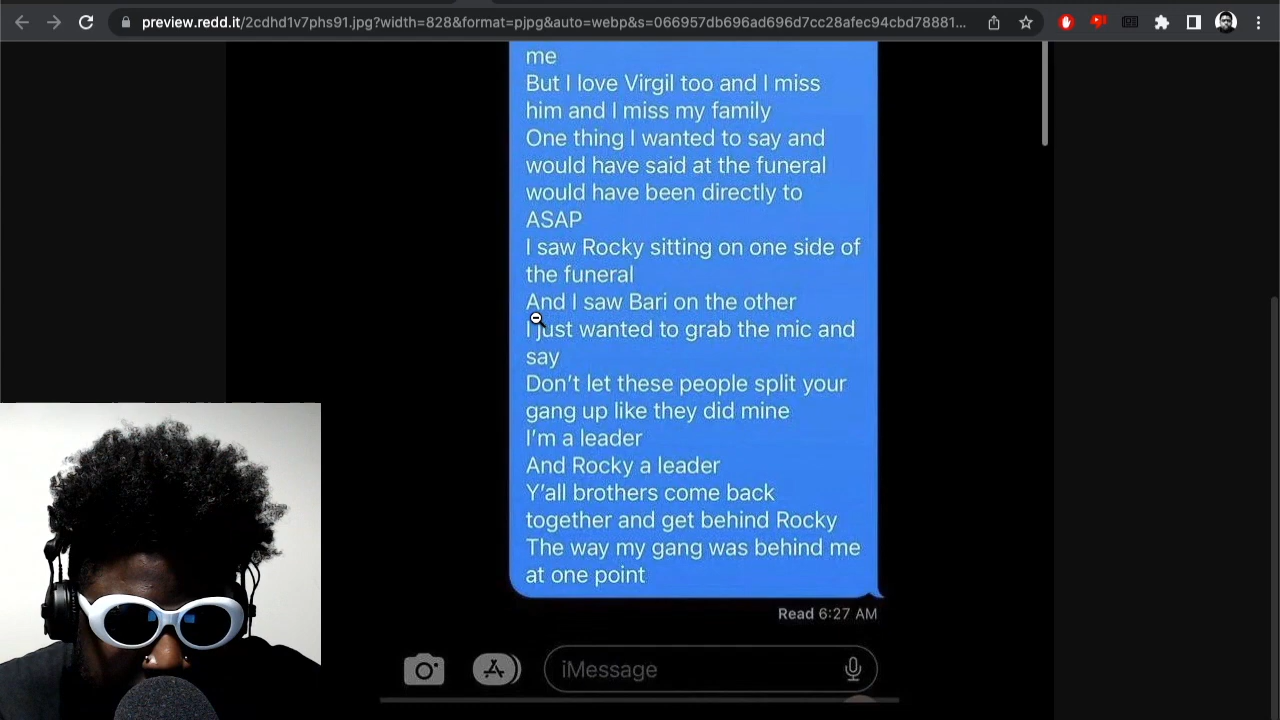 preview.redd.it/2cdhd1v7phs91.jpg?width=828&format=pjpg&auto=webp&s=066957db696ad696d7cc28afec94cbd78881...
me
But I love Virgil too and I miss
him and I miss my family
One thing I wanted to say and
would have said at the funeral
would have been directly to
ASAP
I saw Rocky sitting on one side of
the funeral
And I saw Bari on the other
I just wanted to grab the mic and
say
Don't let these people split your
gang up like they did mine
I'm a leader
And Rocky a leader
Y'all brothers come back
together and get behind Rocky
The way my gang was behind me
at one point
Read 6:27 AM
iMessage